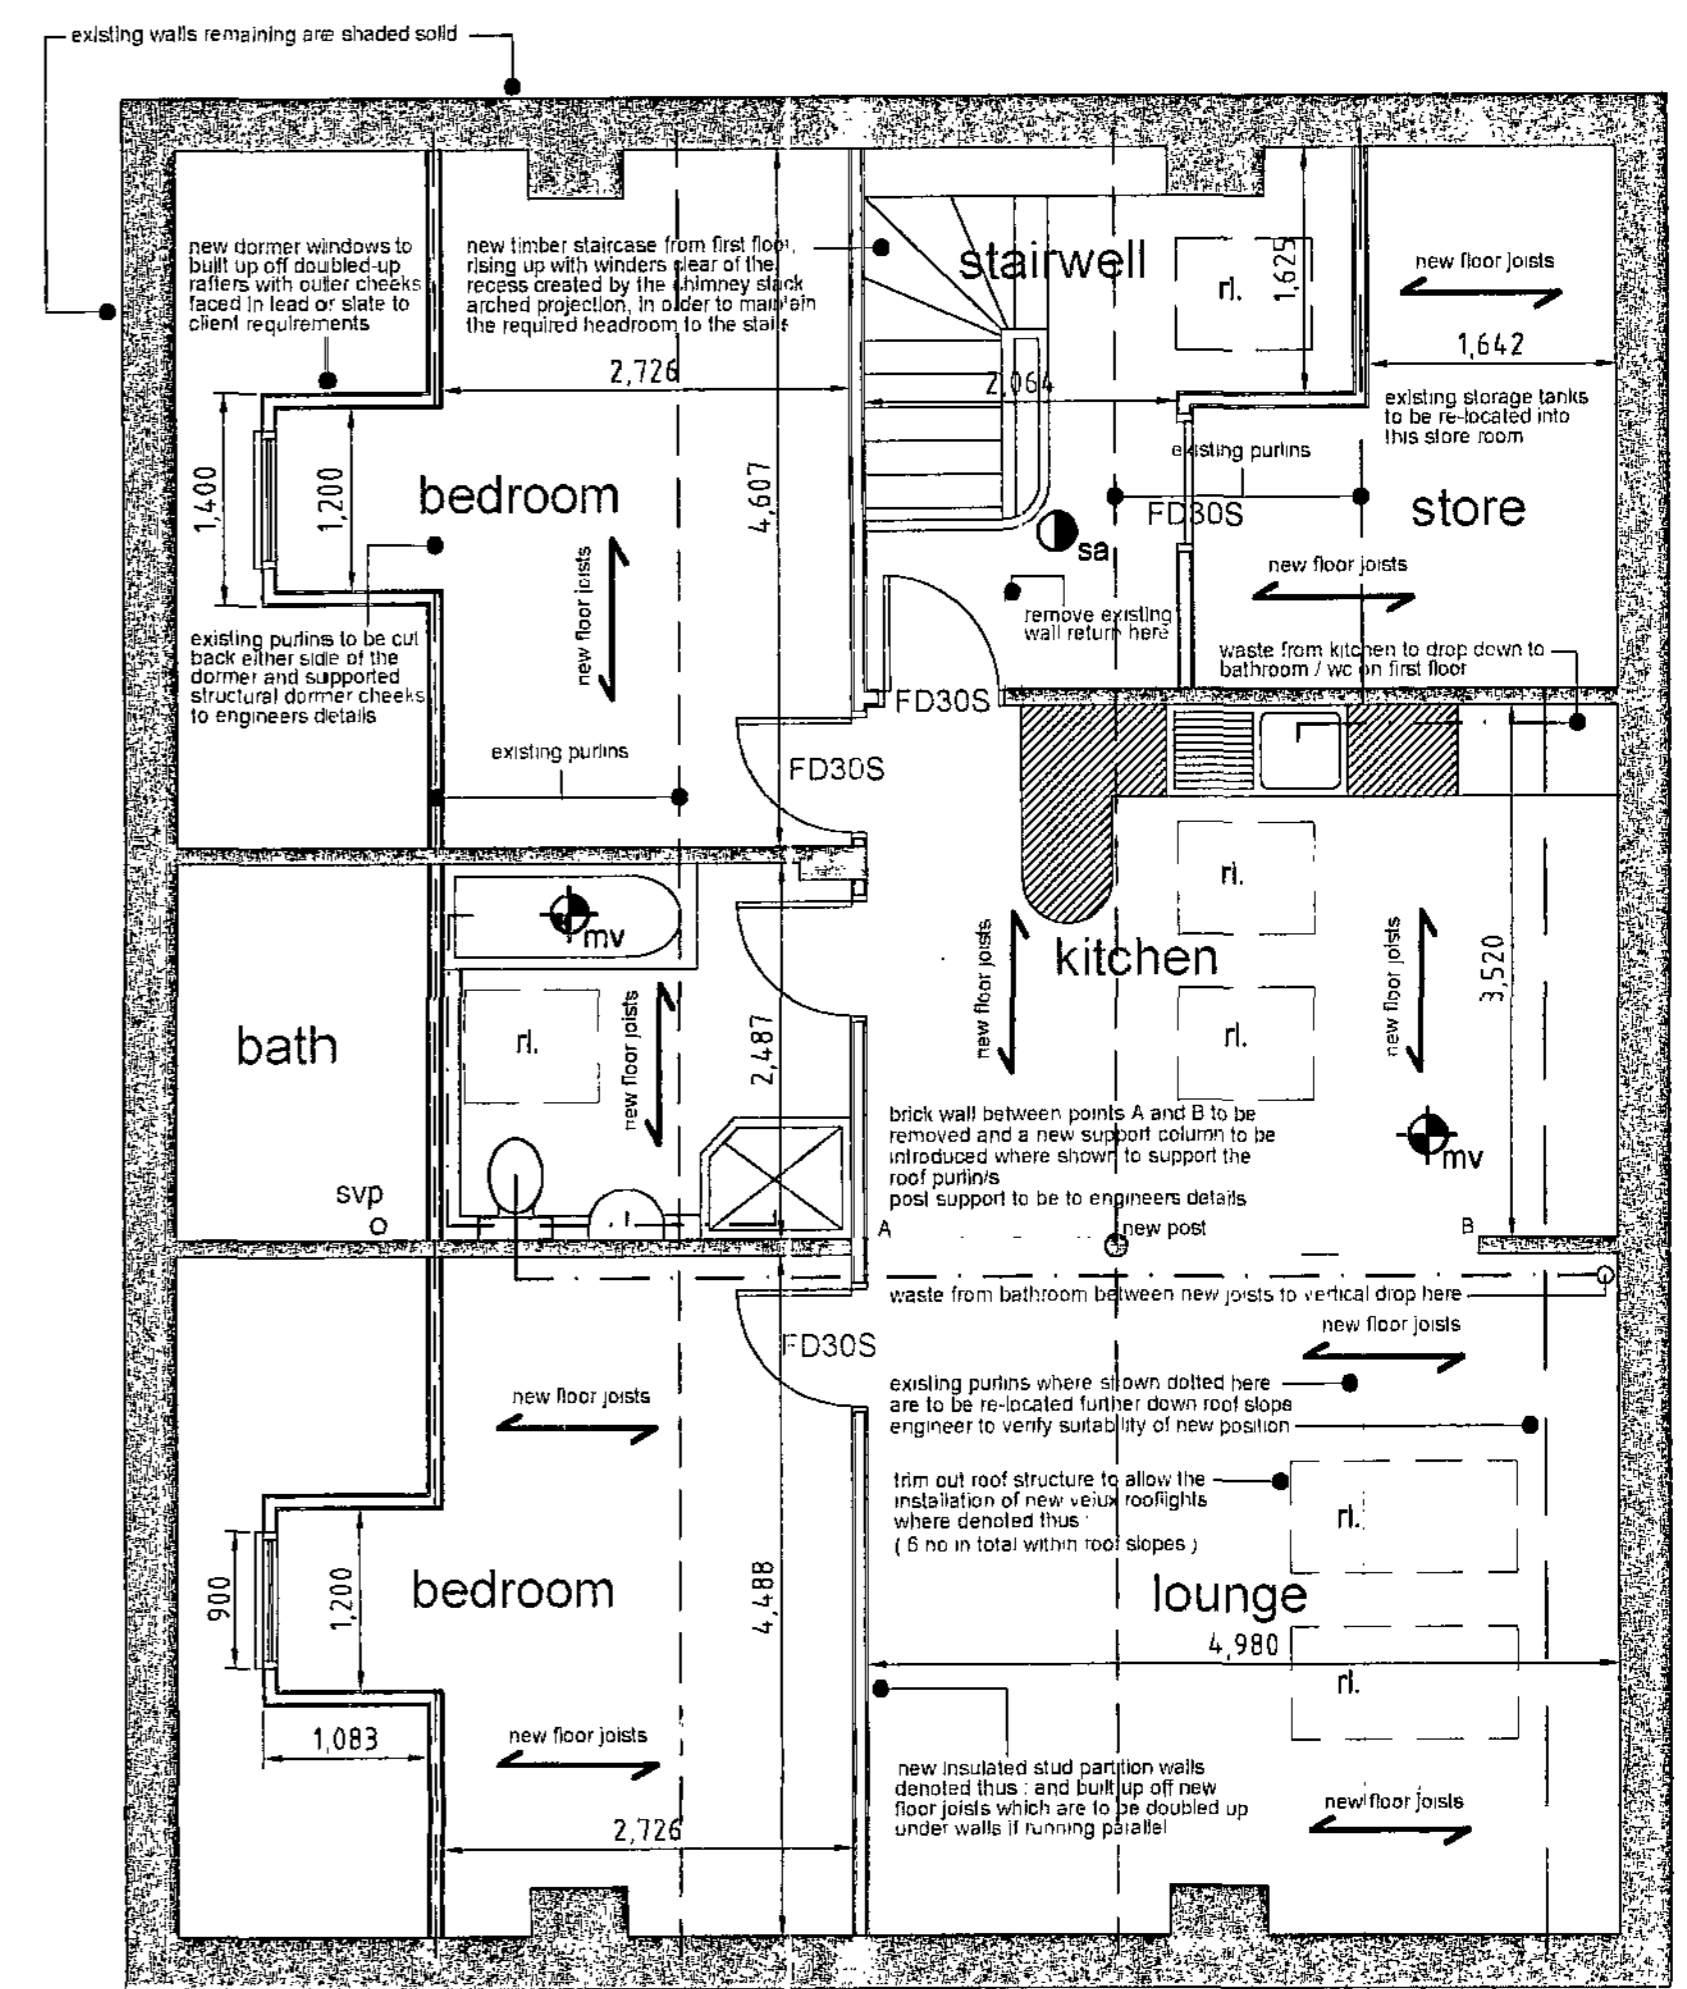 existing walls remaining are shaded solid
new dormer windows to
built up off doubled-up
rafters with outer cheeks
faced in lead or slate to
client requirements
new timber staircase from first floor,
rising up with winders clear of the
recess created by the chimney stack
arched projection, in order to maintain
the required headroom to the stairs
stairwell
rl.
1,625
new floor joists
1,642
2,726
2,064
existing storage tanks
to be re-located into
this store room
existing purlins
1,400
1,200
bedroom
4,607
FD30S
store
sa
new floor joists
new floor joists
remove existing
wall return here
existing purlins to be cut
back either side of the
dormer and supported
structural dormer cheeks
to engineers details
waste from kitchen to drop down to
bathroom / wc on first floor
FD30S
existing purlins
FD30S
rl.
mv
kitchen
new floor joists
new floor joists
3,520
bath
rl.
new floor joists
2,487
rl.
brick wall between points A and B to be
removed and a new support column to be
introduced where shown to support the
roof purlin/s
post support to be to engineers details
mv
svp
A
new post
B
waste from bathroom between new joists to vertical drop here
new floor joists
FD30S
existing purlins where shown dotted here
are to be re-located further down roof slope
engineer to verify suitability of new position
new floor joists
trim out roof structure to allow the
installation of new velux rooflights
where denoted thus :
( 6 no in total within roof slopes )
rl.
900
1,200
bedroom
4,488
lounge
4,980
rl.
1,083
new floor joists
new insulated stud partition walls
denoted thus : and built up off new
floor joists which are to be doubled up
under walls if running parallel
new floor joists
2,726